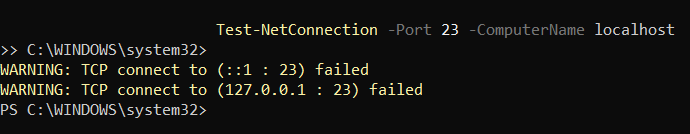 Test-NetConnection -Port 23 -ComputerName localhost
>> C:\WINDOWS\system32>
WARNING: TCP connect to (::1 : 23) failed
WARNING: TCP connect to (127.0.0.1 : 23) failed
PS C:\WINDOWS\system32>